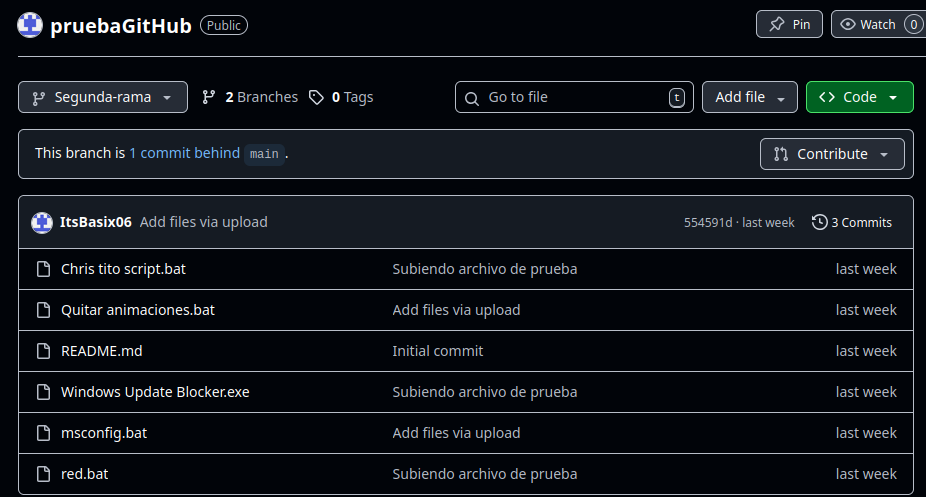 pruebaGitHub Public Pin Watch 0
Segunda-rama 2 Branches 0 Tags Go to file t Add file Code
This branch is 1 commit behind main. Contribute
ItsBasix06 Add files via upload 554591d · last week 3 Commits
Chris tito script.bat Subiendo archivo de prueba last week
Quitar animaciones.bat Add files via upload last week
README.md Initial commit last week
Windows Update Blocker.exe Subiendo archivo de prueba last week
msconfig.bat Add files via upload last week
red.bat Subiendo archivo de prueba last week